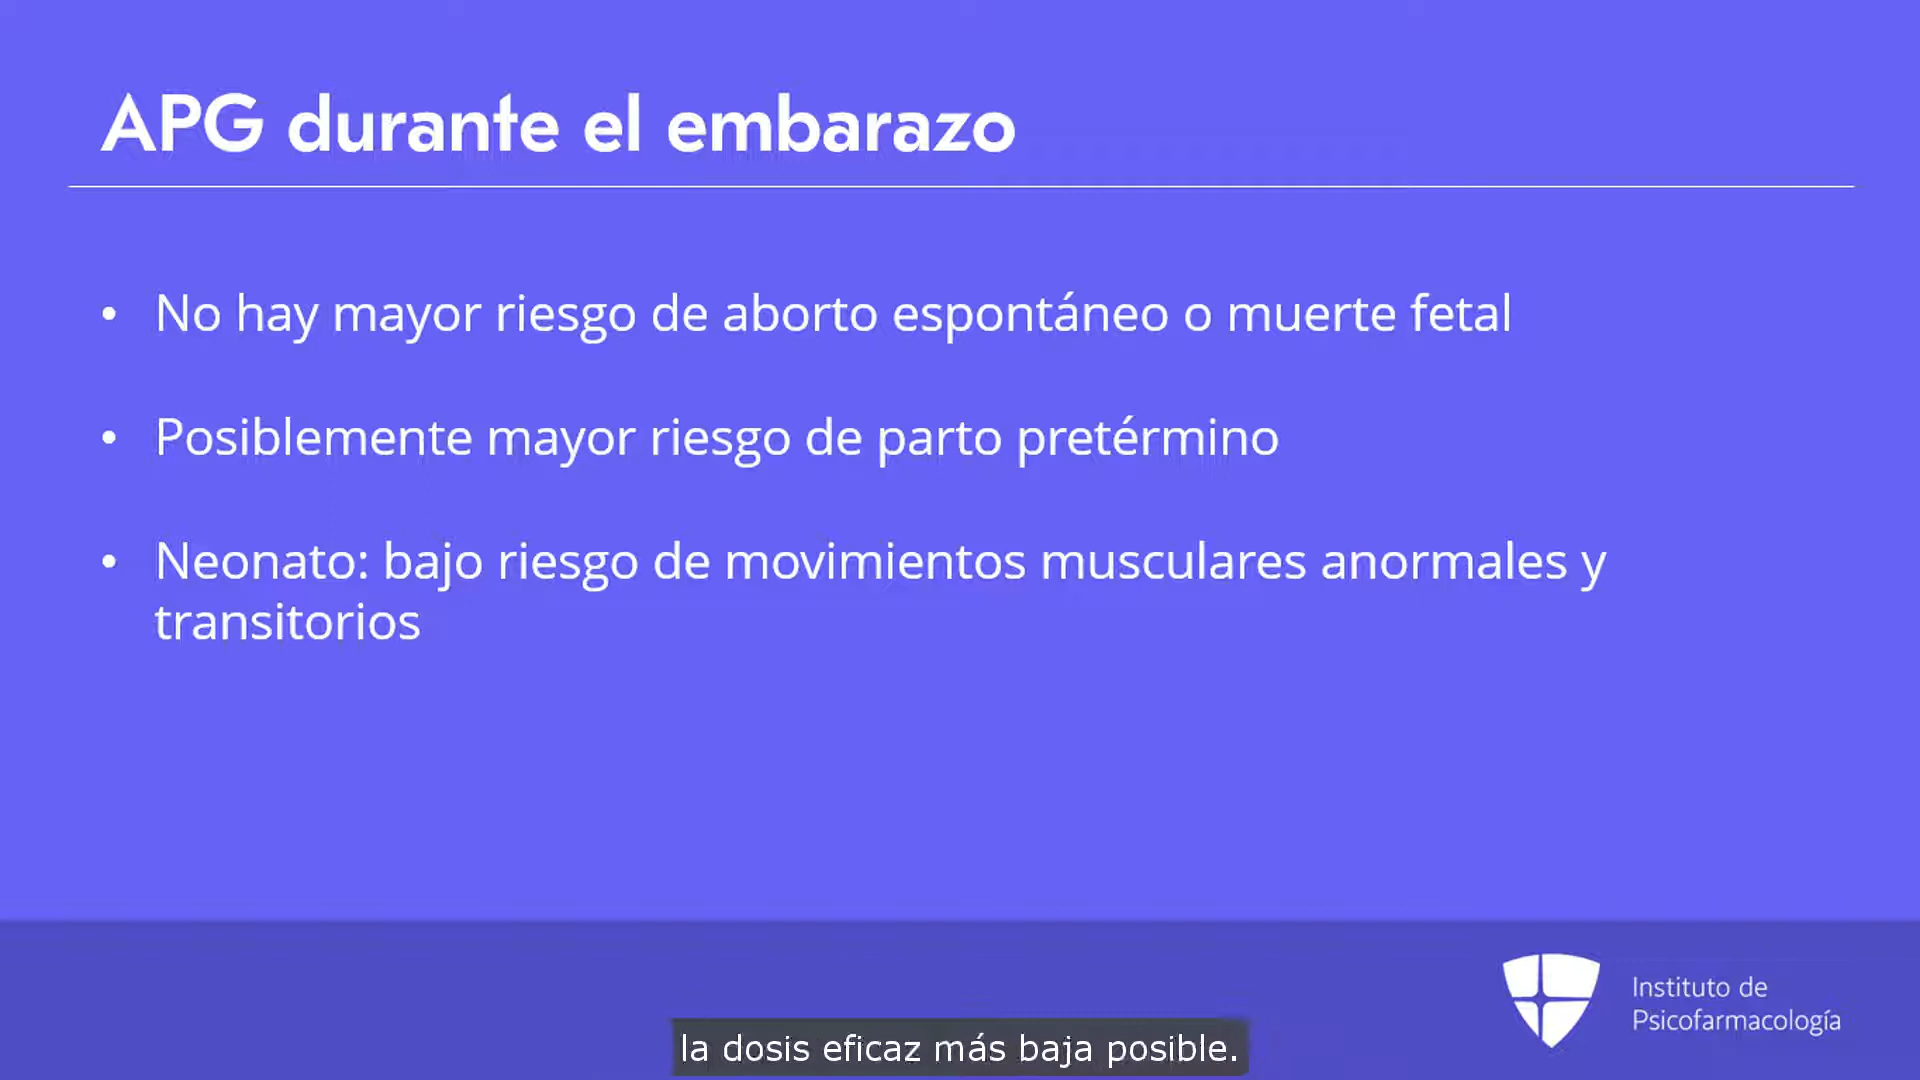 APG durante el embarazo
• No hay mayor riesgo de aborto espontáneo o muerte fetal
• Posiblemente mayor riesgo de parto pretérmino
• Neonato: bajo riesgo de movimientos musculares anormales y
transitorios
Instituto de
Psicofarmacología
la dosis eficaz más baja posible.